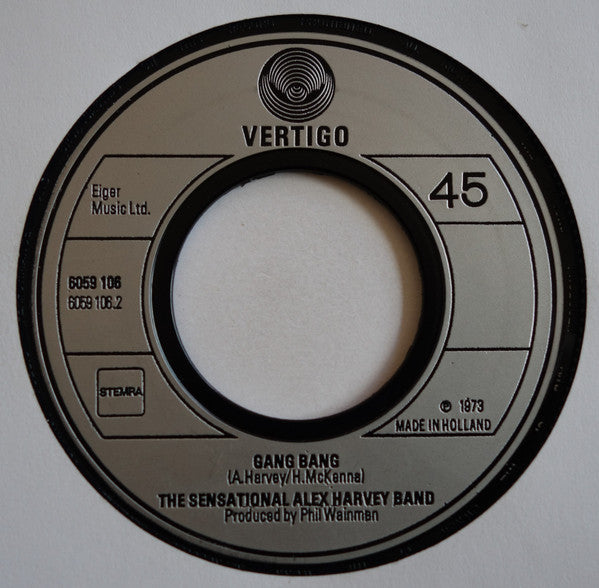 VERTIGO
Eiger
Music Ltd.
45
6059 106
6059 106.2
STEMRA
℗ 1973
MADE IN HOLLAND
GANG BANG
(A.Harvey/H.McKenna)
THE SENSATIONAL ALEX HARVEY BAND
Produced by Phil Wainman